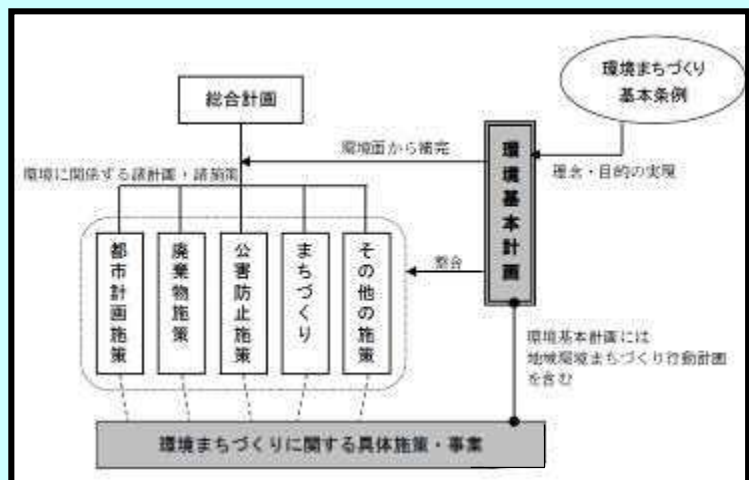 環境まちづくり
基本条例
総合計画
環境面から補完
環境に関係する諸計画・諸施策
理念・目的の実現
環境基本計画
都市計画施策
廃棄物施策
公害防止施策
まちづくり
その他の施策
整合
環境基本計画には
地域環境まちづくり行動計画
を含む
環境まちづくりに関する具体施策・事業